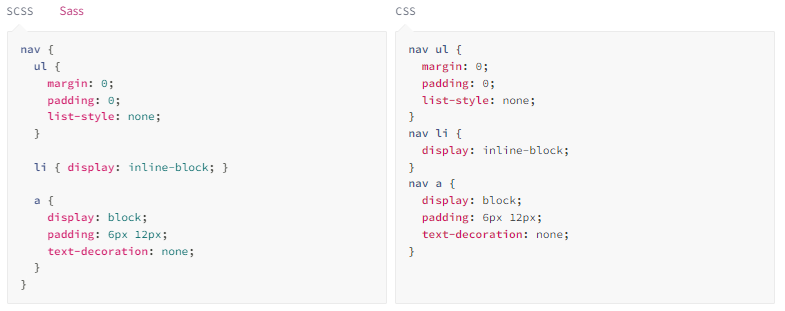 SCSS Sass
nav {
  ul {
    margin: 0;
    padding: 0;
    list-style: none;
  }

  li { display: inline-block; }

  a {
    display: block;
    padding: 6px 12px;
    text-decoration: none;
  }
}
CSS
nav ul {
  margin: 0;
  padding: 0;
  list-style: none;
}
nav li {
  display: inline-block;
}
nav a {
  display: block;
  padding: 6px 12px;
  text-decoration: none;
}